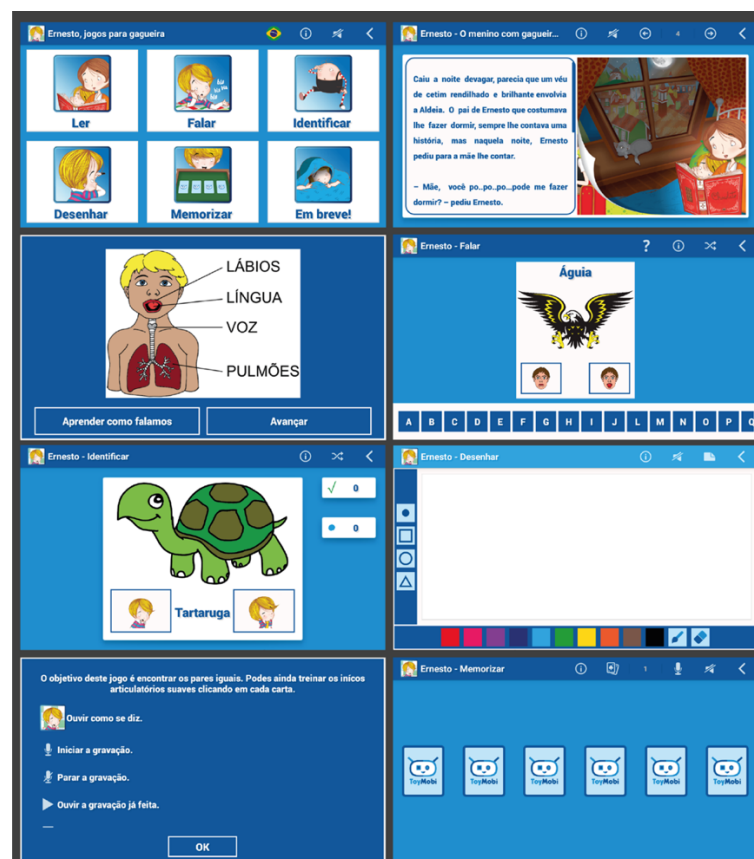 Ernesto, jogos para gagueira
Ler
Falar
Identificar
Desenhar
Memorizar
Em breve!
Ernesto - O menino com gagueir...
4
Caiu a noite devagar, parecia que um véu
de cetim rendilhado e brilhante envolvia
a Aldeia. O pai de Ernesto que costumava
lhe fazer dormir, sempre lhe contava uma
história, mas naquela noite, Ernesto
pediu para a mãe lhe contar.
– Mãe, você po..po..po...pode me fazer
dormir? – pediu Ernesto.
LÁBIOS
LÍNGUA
VOZ
PULMÕES
Aprender como falamos
Avançar
Ernesto - Falar
?
Águia
A B C D E F G H I J L M N O P Q
Ernesto - Identificar
√ 0
0
Tartaruga
Ernesto - Desenhar
O objetivo deste jogo é encontrar os pares iguais. Podes ainda treinar os inícos
articulatórios suaves clicando em cada carta.
Ouvir como se diz.
Iniciar a gravação.
Parar a gravação.
Ouvir a gravação já feita.
OK
Ernesto - Memorizar
1
ToyMobi
ToyMobi
ToyMobi
ToyMobi
ToyMobi
ToyMobi